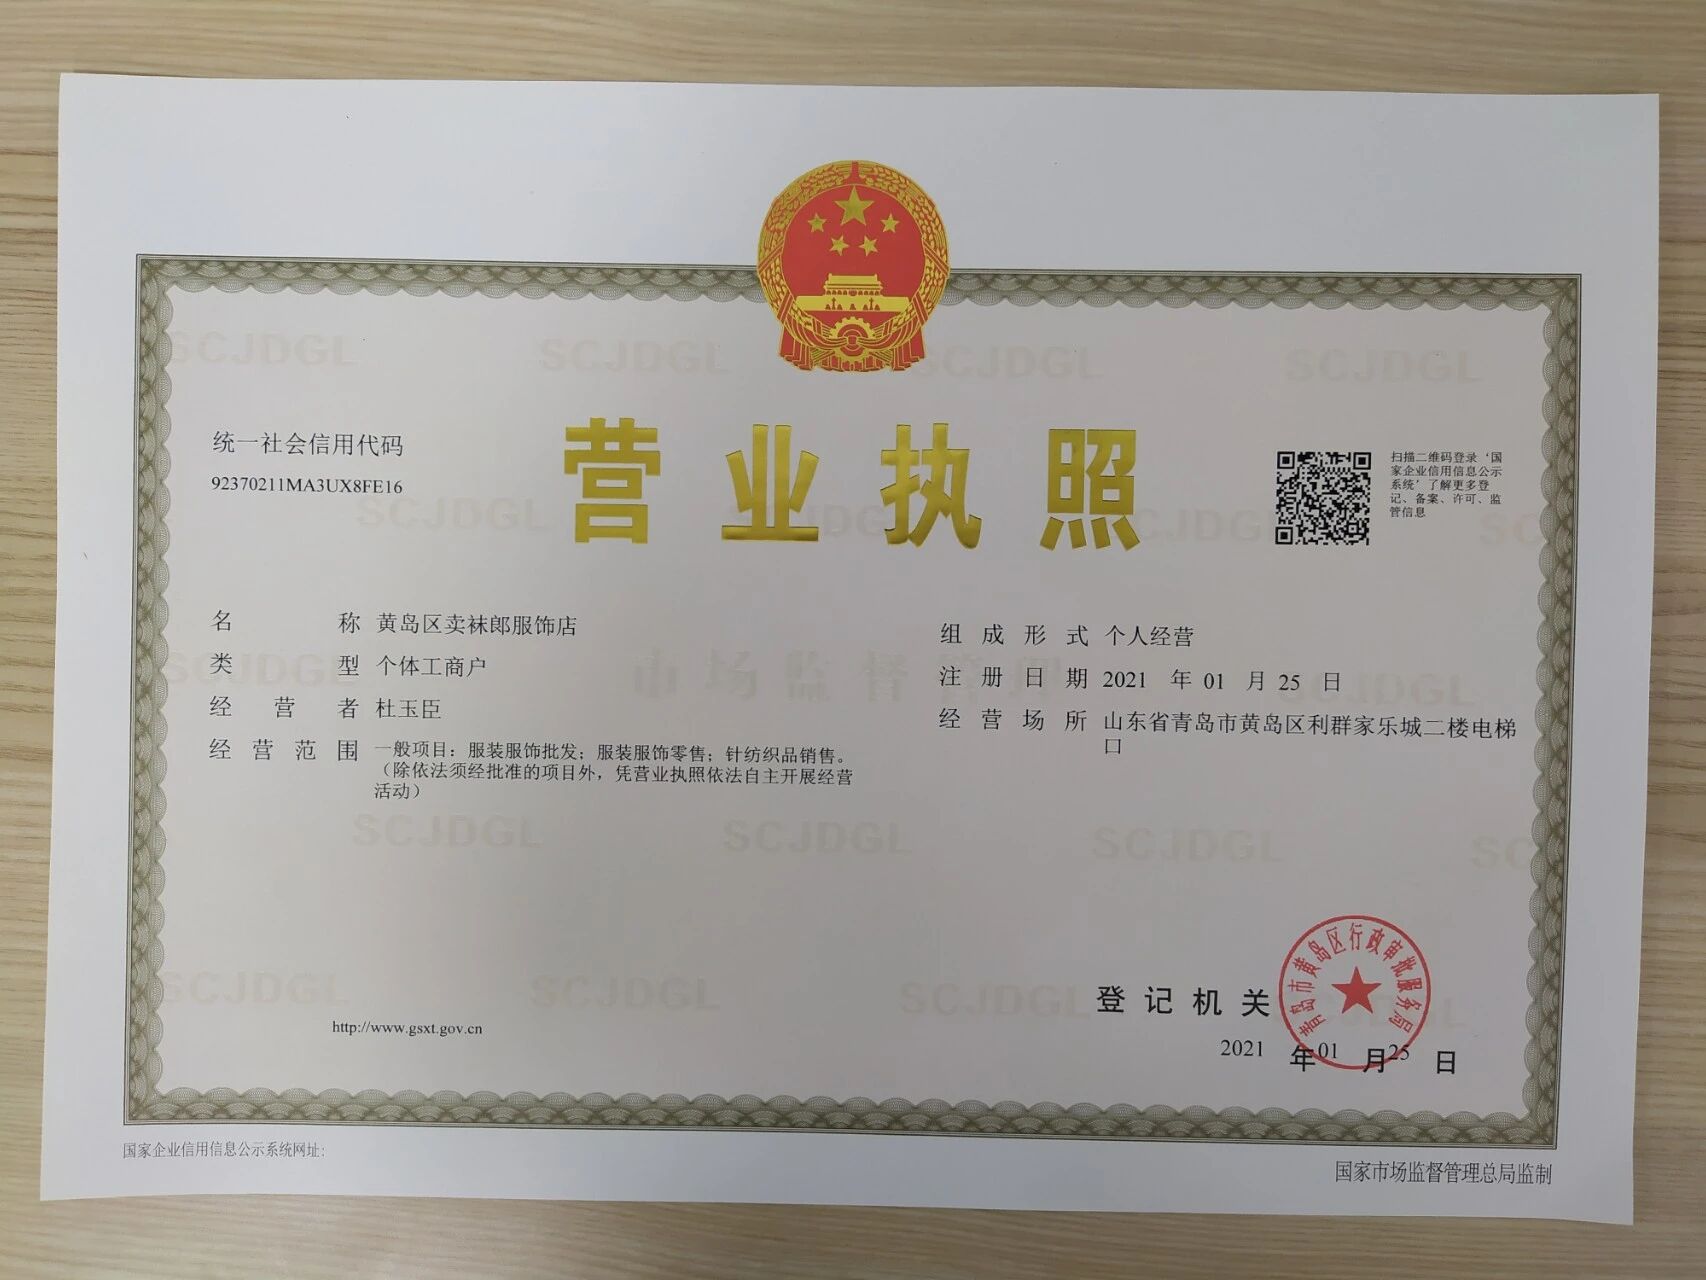 统一社会信用代码
92370211MA3UX8FE16
营业执照
扫描二维码登录‘国
家企业信用信息公示
系统’了解更多登
记、备案、许可、监
管信息
名称 黄岛区卖袜郎服饰店
类型 个体工商户
经营者 杜玉臣
经营范围 一般项目：服装服饰批发；服装服饰零售；针纺织品销售。
（除依法须经批准的项目外，凭营业执照依法自主开展经营
活动）
组成形式 个人经营
注册日期 2021 年 01 月 25 日
经营场所 山东省青岛市黄岛区利群家乐城二楼电梯
口
SCJDGL SCJDGL SCJDGL SCJDGL
市场监督管理
登记机关
青岛市黄岛区行政审批服务局
2021 年 01 月 25 日
http://www.gsxt.gov.cn
国家企业信用信息公示系统网址：
国家市场监督管理总局监制